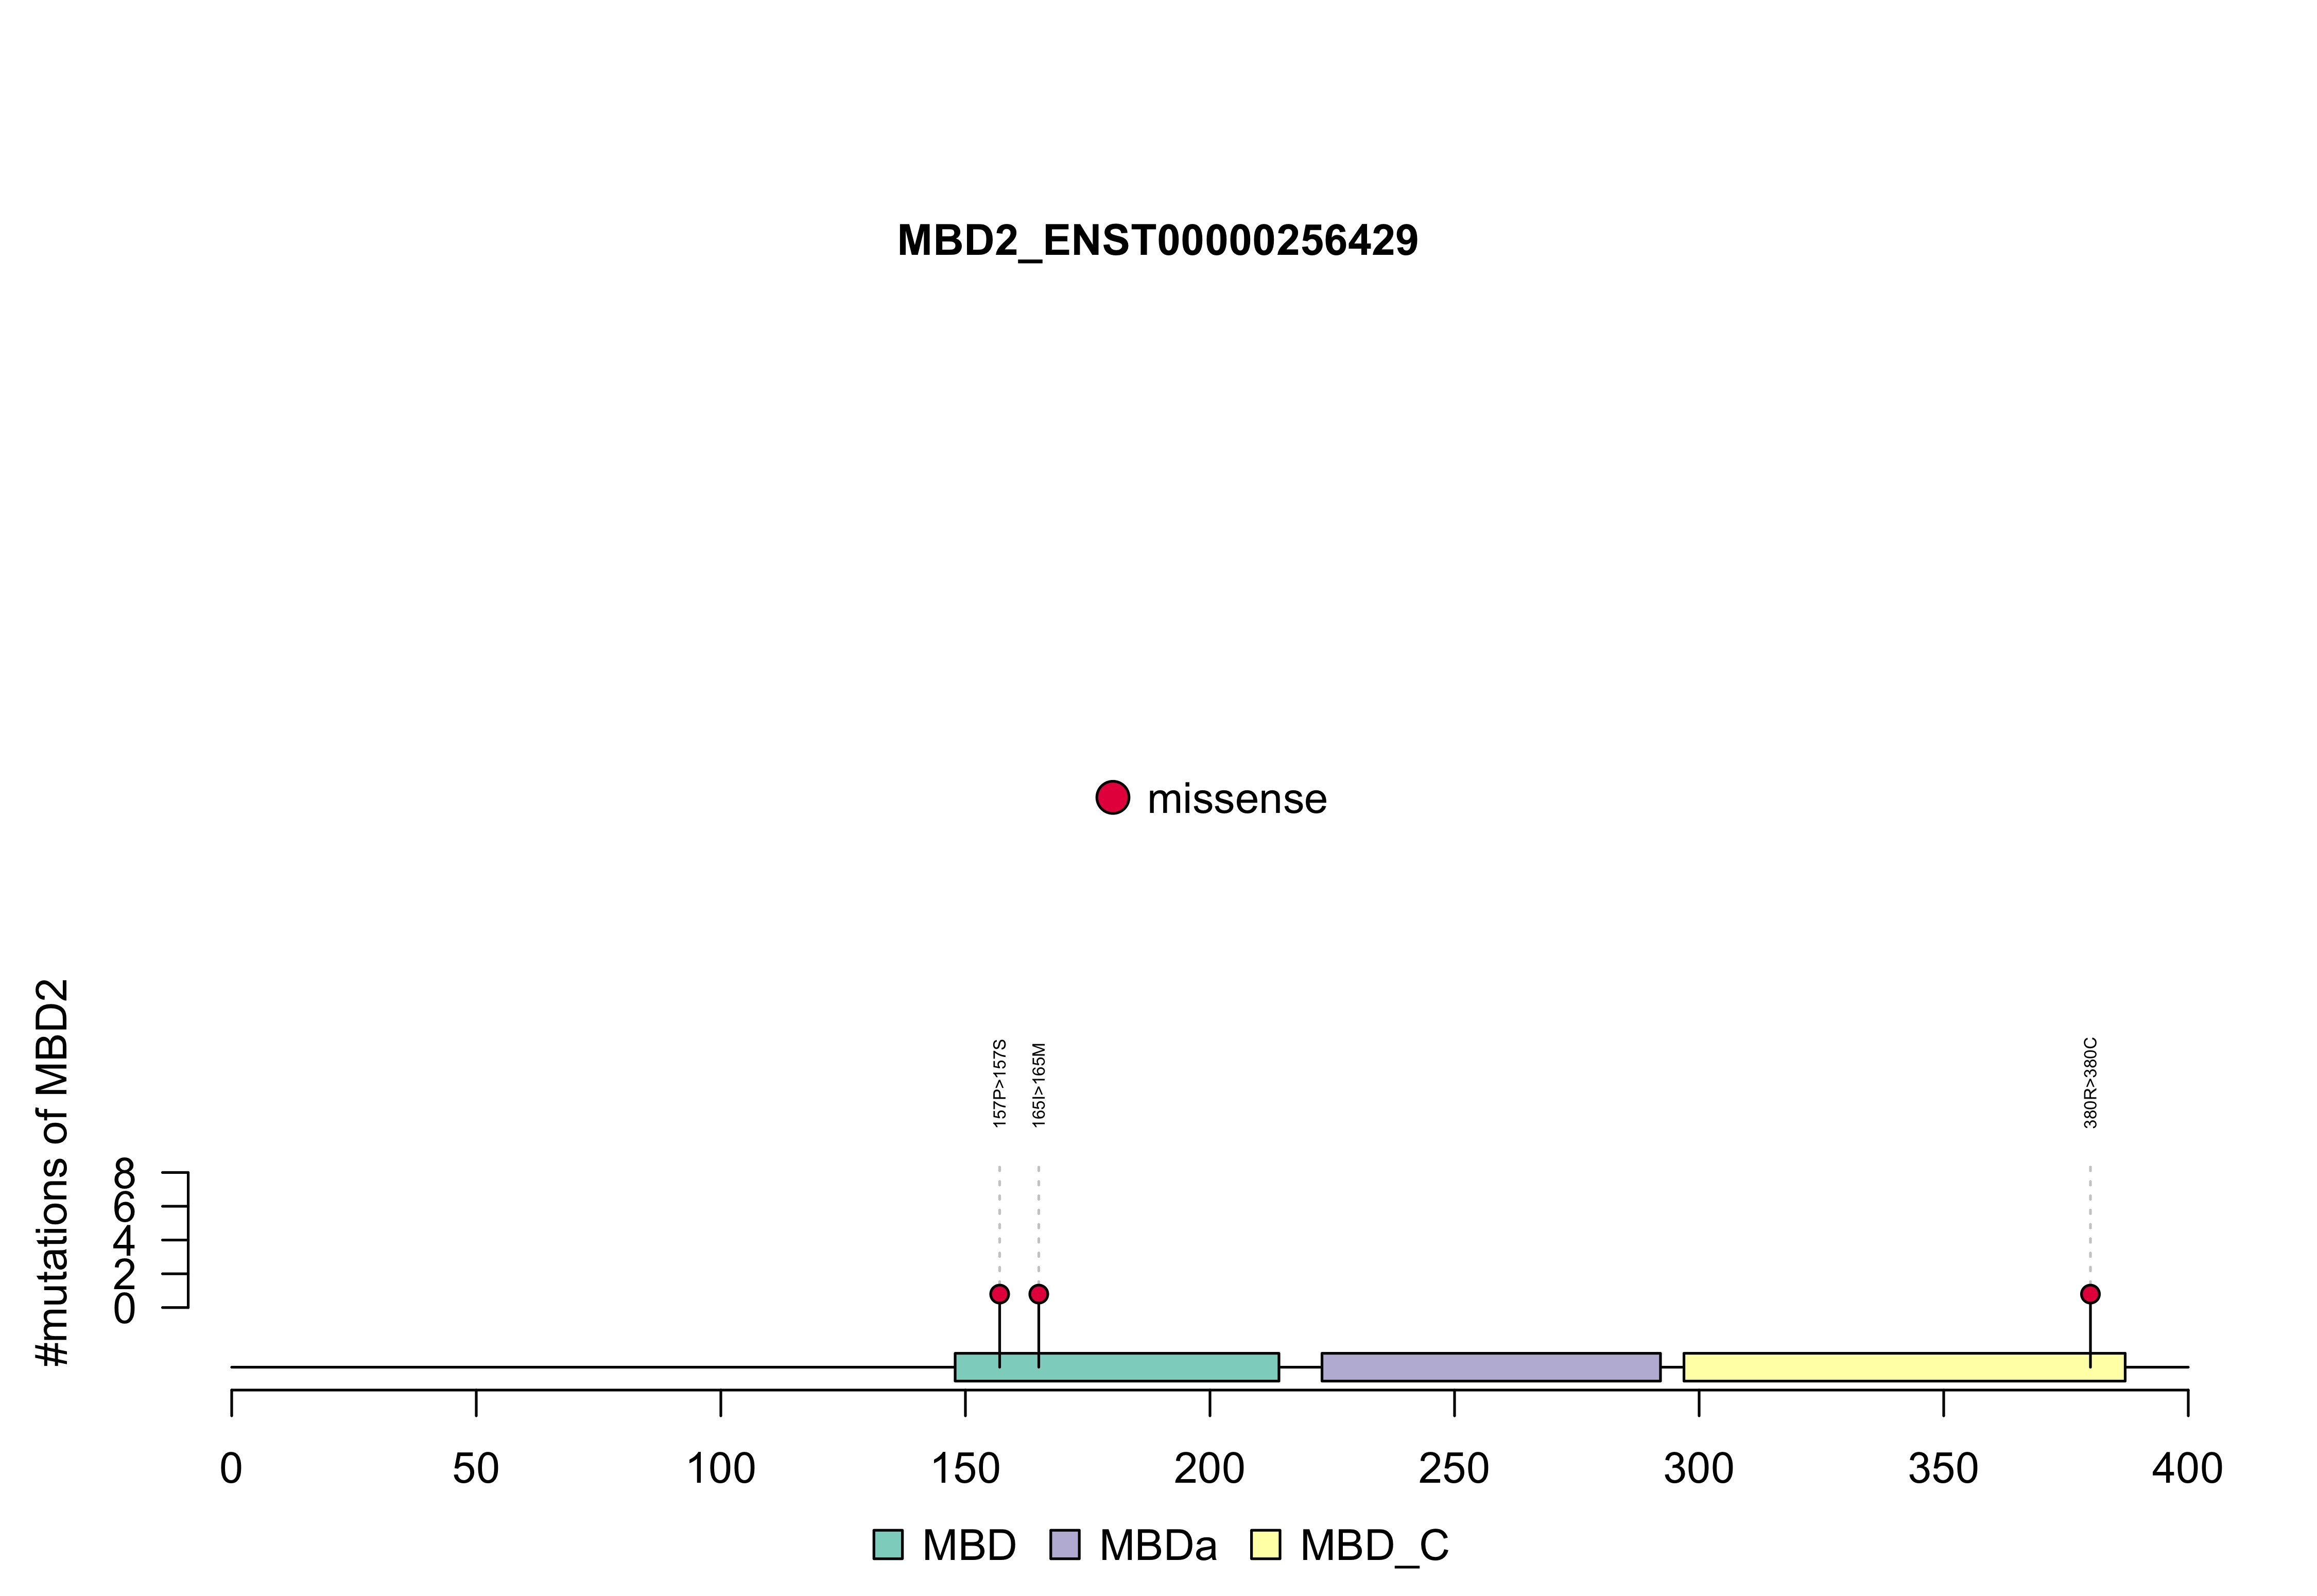 MBD2_ENST00000256429
missense
#mutations of MBD2
157P>157S
165I>165M
380R>380C
8
6
4
2
0
0 50 100 150 200 250 300 350 400
MBD MBDa MBD_C